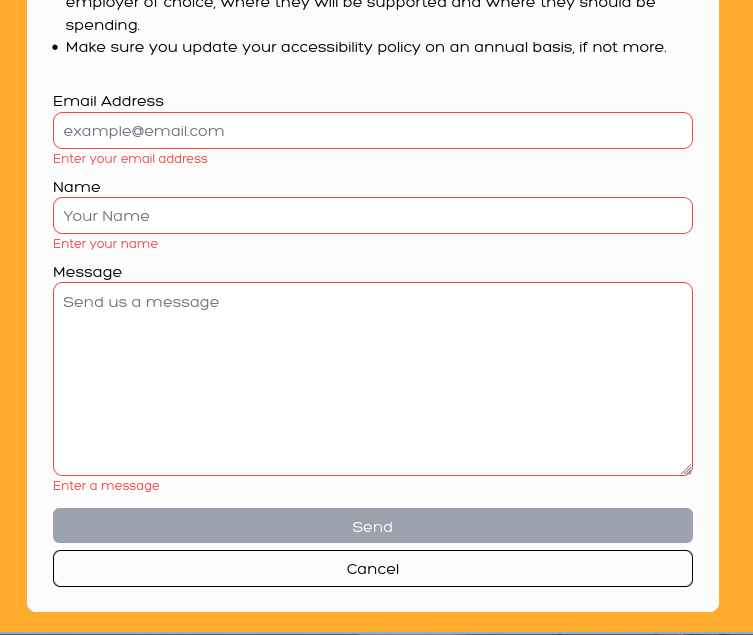 employer of choice, where they will be supported and where they should be
spending.
• Make sure you update your accessibility policy on an annual basis, if not more.
Email Address
example@email.com
Enter your email address
Name
Your Name
Enter your name
Message
Send us a message
Enter a message
Send
Cancel